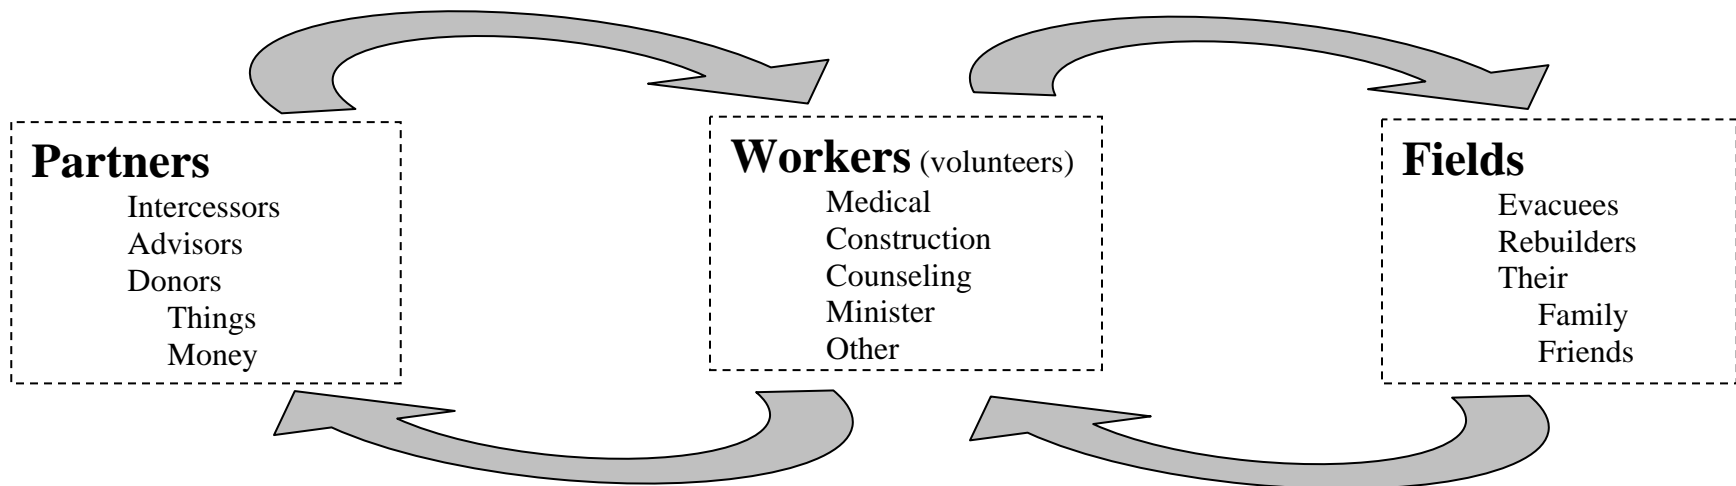 Partners
Intercessors
Advisors
Donors
Things
Money
Workers (volunteers)
Medical
Construction
Counseling
Minister
Other
Fields
Evacuees
Rebuilders
Their
Family
Friends